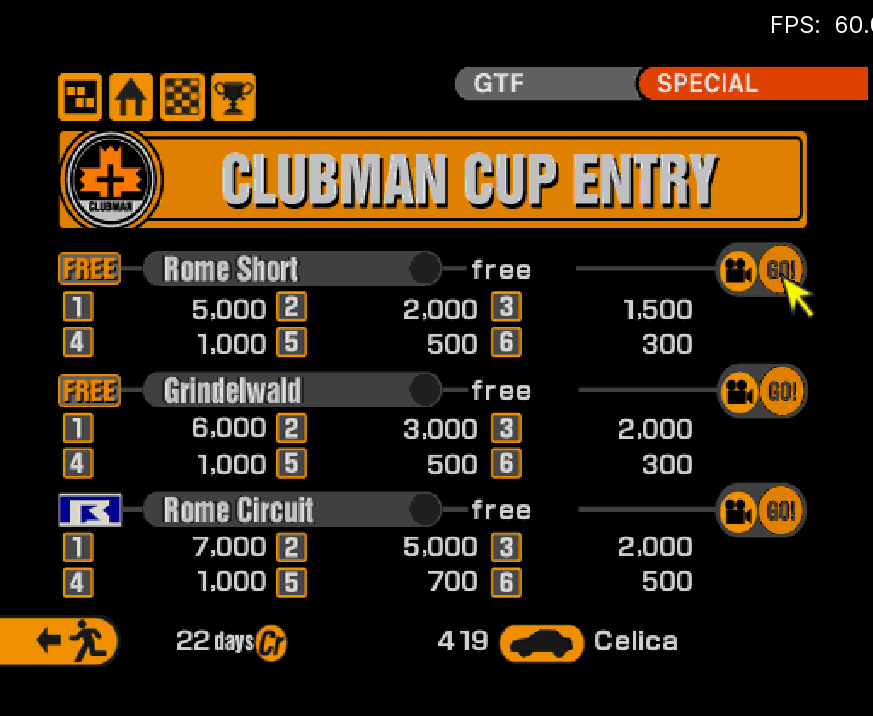 FPS: 60.
GTF SPECIAL
CLUBMAN
CLUBMAN CUP ENTRY
FREE Rome Short free GO!
1 5,000 2 2,000 3 1,500
4 1,000 5 500 6 300
FREE Grindelwald free GO!
1 6,000 2 3,000 3 2,000
4 1,000 5 500 6 300
B Rome Circuit free GO!
1 7,000 2 5,000 3 2,000
4 1,000 5 700 6 500
22 days Cr 419 Celica